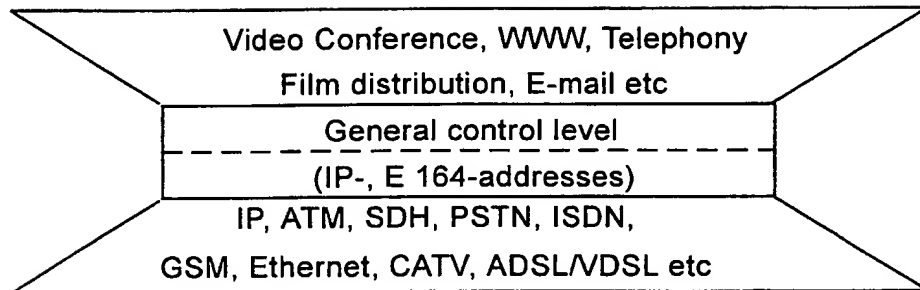 Video Conference, WWW, Telephony
Film distribution, E-mail etc
General control level
(IP-, E 164-addresses)
IP, ATM, SDH, PSTN, ISDN,
GSM, Ethernet, CATV, ADSL/VDSL etc